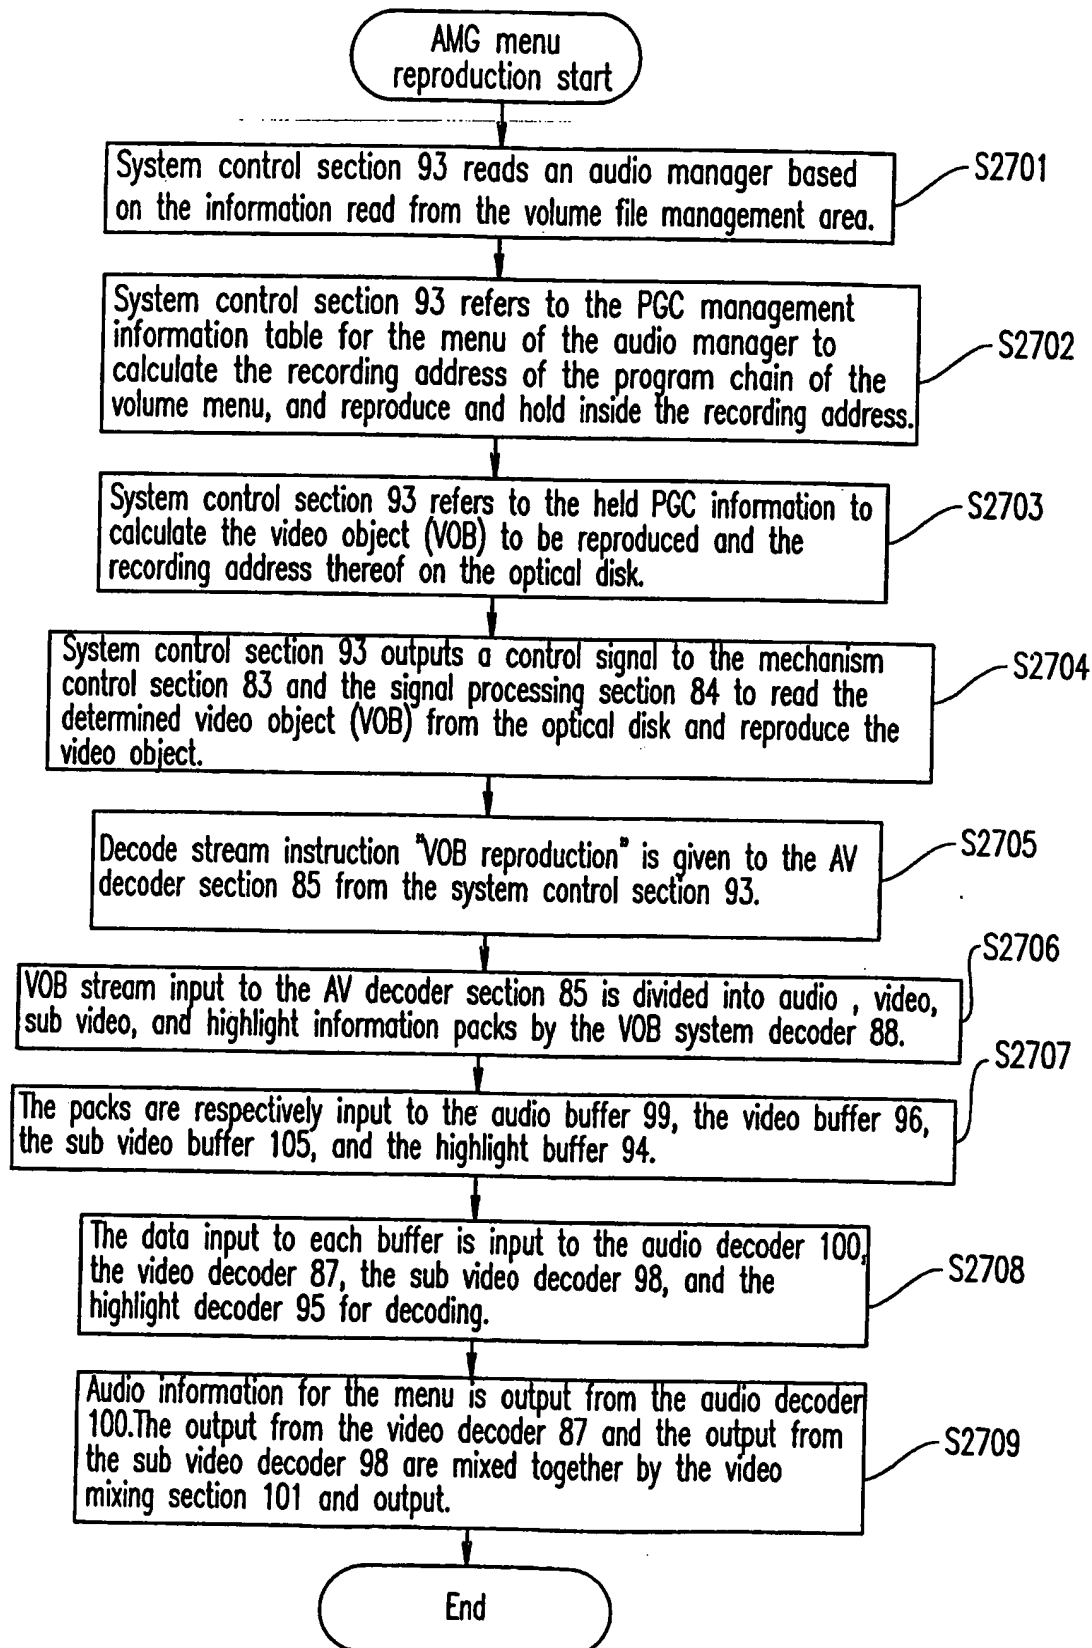 AMG menu
reproduction start
System control section 93 reads an audio manager based
on the information read from the volume file management area.
S2701
System control section 93 refers to the PGC management
information table for the menu of the audio manager to
calculate the recording address of the program chain of the
volume menu, and reproduce and hold inside the recording address.
S2702
System control section 93 refers to the held PGC information to
calculate the video object (VOB) to be reproduced and the
recording address thereof on the optical disk.
S2703
System control section 93 outputs a control signal to the mechanism
control section 83 and the signal processing section 84 to read the
determined video object (VOB) from the optical disk and reproduce the
video object.
S2704
Decode stream instruction "VOB reproduction" is given to the AV
decoder section 85 from the system control section 93.
S2705
VOB stream input to the AV decoder section 85 is divided into audio , video,
sub video, and highlight information packs by the VOB system decoder 88.
S2706
The packs are respectively input to the audio buffer 99, the video buffer 96,
the sub video buffer 105, and the highlight buffer 94.
S2707
The data input to each buffer is input to the audio decoder 100,
the video decoder 87, the sub video decoder 98, and the
highlight decoder 95 for decoding.
S2708
Audio information for the menu is output from the audio decoder
100.The output from the video decoder 87 and the output from
the sub video decoder 98 are mixed together by the video
mixing section 101 and output.
S2709
End